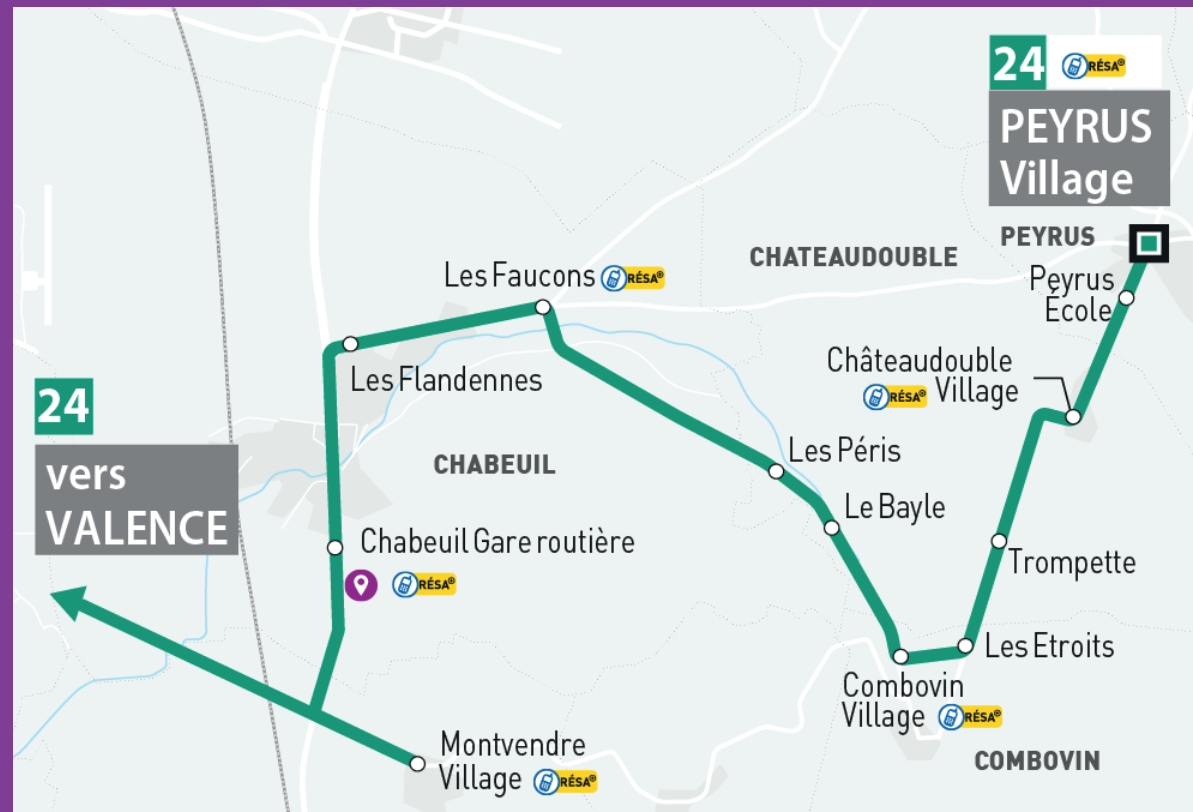 24 RÉSA®
PEYRUS
Village
PEYRUS
CHATEAUDOUBLE
Peyrus
École
Les Faucons RÉSA®
Châteaudouble
RÉSA® Village
Les Flandennes
24
vers
VALENCE
CHABEUIL
Les Péris
Le Bayle
Chabeuil Gare routière
RÉSA®
Trompette
Les Etroits
Combovin
Village RÉSA®
Montvendre
Village RÉSA®
COMBOVIN